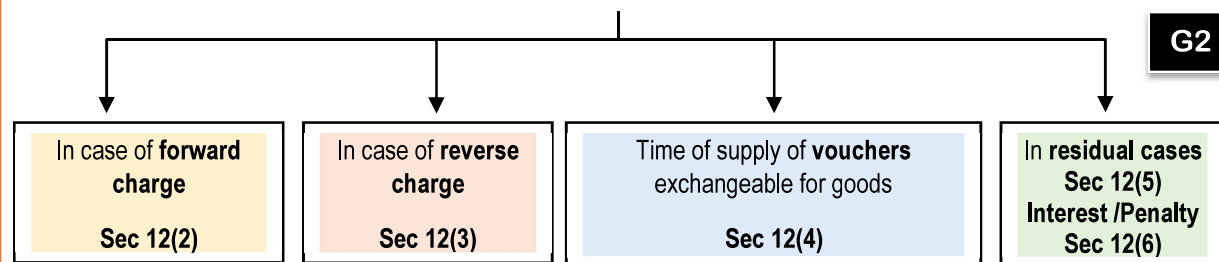 G2
In case of forward
charge
Sec 12(2)
In case of reverse
charge
Sec 12(3)
Time of supply of vouchers
exchangeable for goods
Sec 12(4)
In residual cases
Sec 12(5)
Interest /Penalty
Sec 12(6)